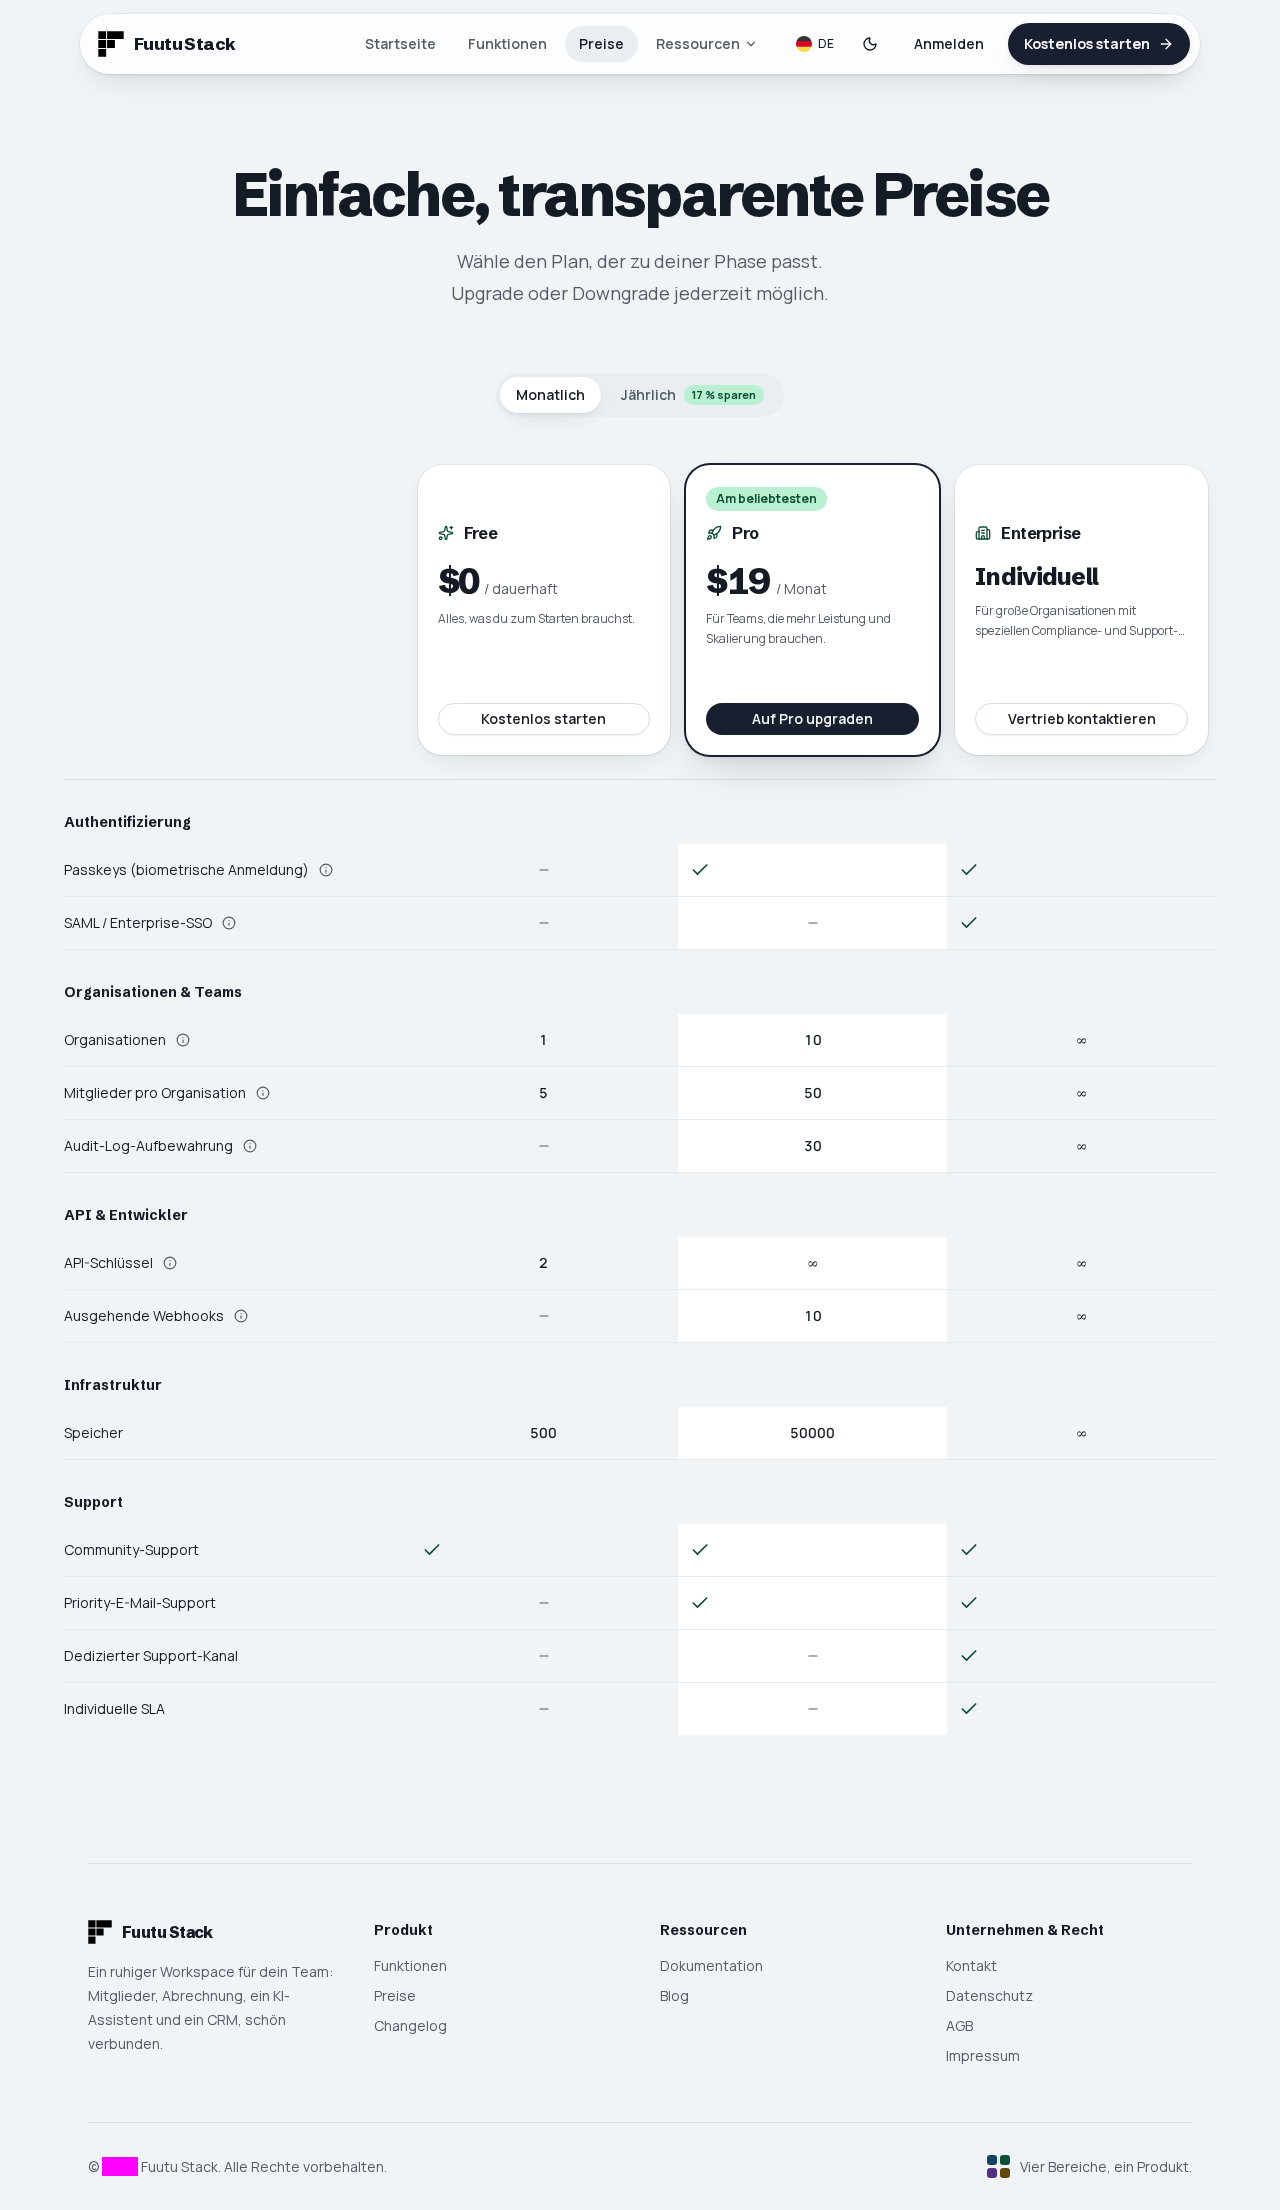 Fuutu Stack
Startseite
Funktionen
Preise
Ressourcen
DE
Anmelden
Kostenlos starten
Einfache, transparente Preise
Wähle den Plan, der zu deiner Phase passt.
Upgrade oder Downgrade jederzeit möglich.
Monatlich
Jährlich
17 % sparen
Free
$0 / dauerhaft
Alles, was du zum Starten brauchst.
Kostenlos starten
Am beliebtesten
Pro
$19 / Monat
Für Teams, die mehr Leistung und
Skalierung brauchen.
Auf Pro upgraden
Enterprise
Individuell
Für große Organisationen mit
speziellen Compliance- und Support-...
Vertrieb kontaktieren
Authentifizierung
Passkeys (biometrische Anmeldung) —
SAML / Enterprise-SSO — —
Organisationen & Teams
Organisationen 1 10 ∞
Mitglieder pro Organisation 5 50 ∞
Audit-Log-Aufbewahrung — 30 ∞
API & Entwickler
API-Schlüssel 2 ∞ ∞
Ausgehende Webhooks — 10 ∞
Infrastruktur
Speicher 500 50000 ∞
Support
Community-Support
Priority-E-Mail-Support —
Dedizierter Support-Kanal — —
Individuelle SLA — —
Fuutu Stack
Ein ruhiger Workspace für dein Team:
Mitglieder, Abrechnung, ein KI-
Assistent und ein CRM, schön
verbunden.
Produkt
Funktionen
Preise
Changelog
Ressourcen
Dokumentation
Blog
Unternehmen & Recht
Kontakt
Datenschutz
AGB
Impressum
© Fuutu Stack. Alle Rechte vorbehalten.
Vier Bereiche, ein Produkt.